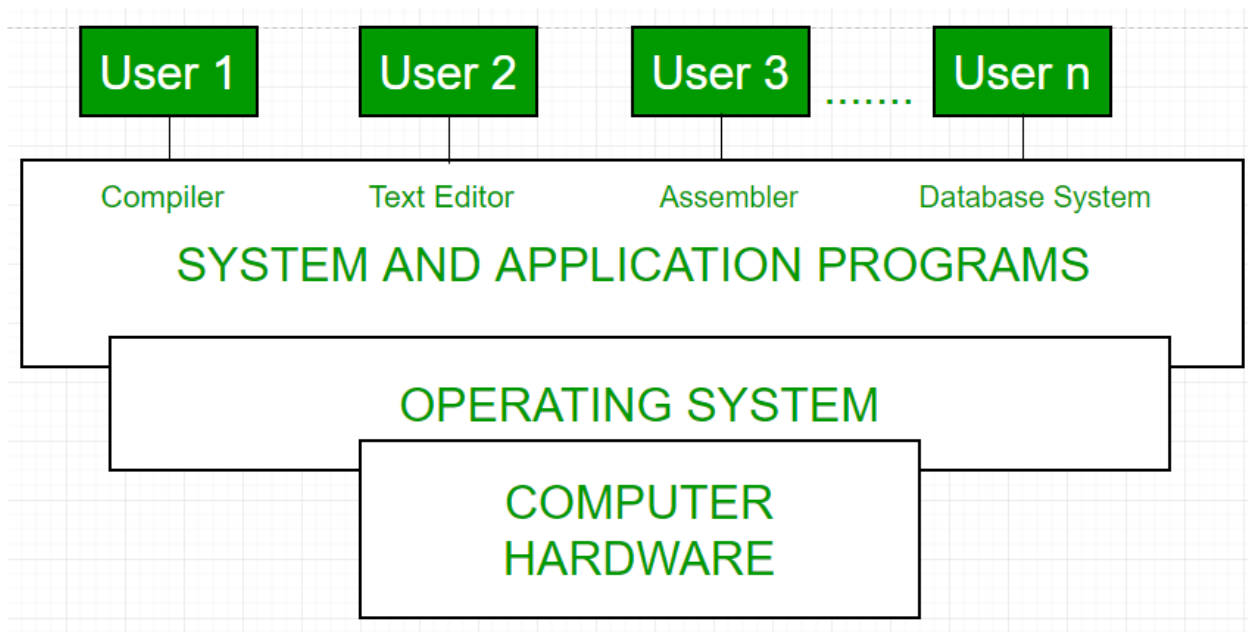 User 1 User 2 User 3 ....... User n
Compiler Text Editor Assembler Database System
SYSTEM AND APPLICATION PROGRAMS
OPERATING SYSTEM
COMPUTER
HARDWARE